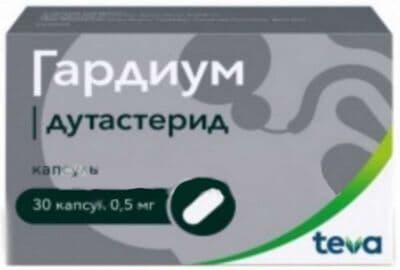 Гардиум
дутастерид
капсулы
30 капсул. 0,5 мг
teva